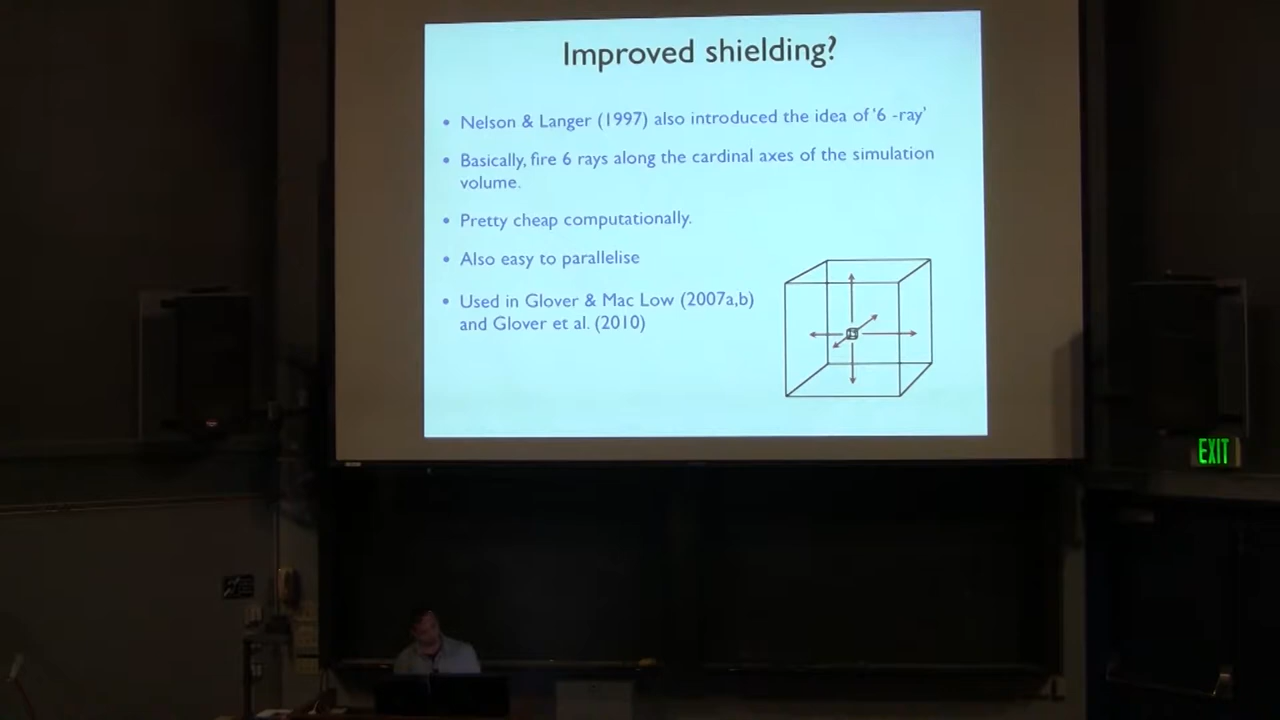 Improved shielding?
• Nelson & Langer (1997) also introduced the idea of '6 -ray'
• Basically, fire 6 rays along the cardinal axes of the simulation
volume.
• Pretty cheap computationally.
• Also easy to parallelise
• Used in Glover & Mac Low (2007a,b)
and Glover et al. (2010)
EXIT